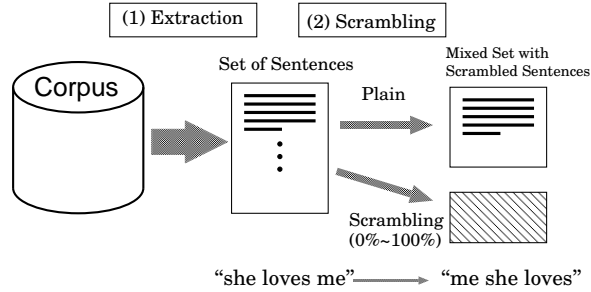 (1) Extraction
(2) Scrambling
Corpus
Set of Sentences
Plain
Mixed Set with
Scrambled Sentences
Scrambling
(0%~100%)
“she loves me”
“me she loves”